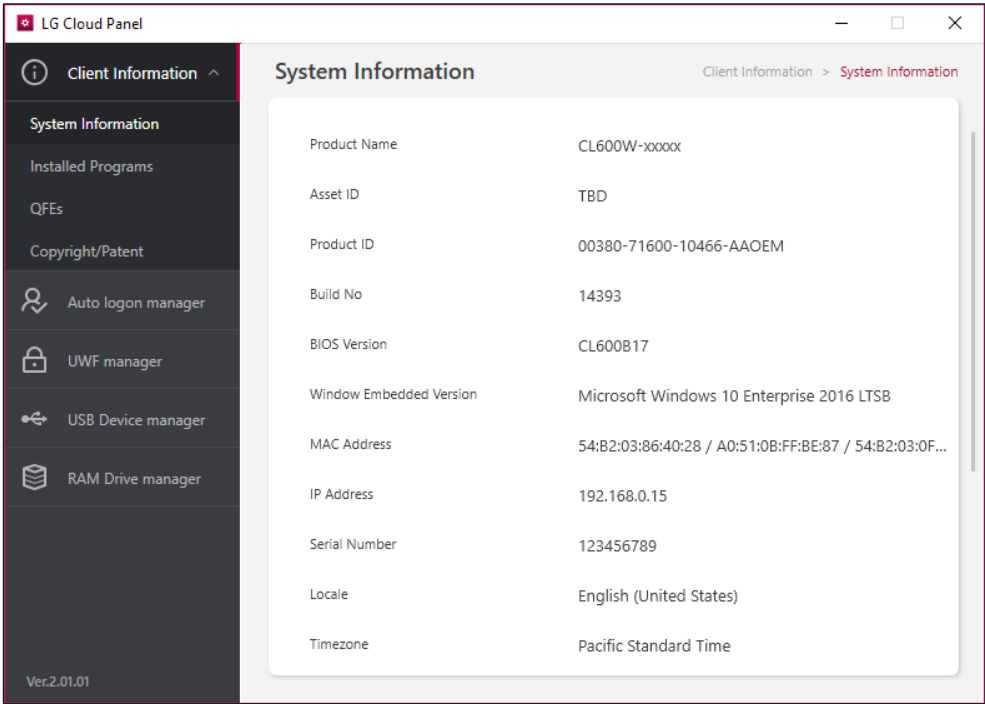 LG Cloud Panel
Client Information
System Information
Installed Programs
QFEs
Copyright/Patent
Auto logon manager
UWF manager
USB Device manager
RAM Drive manager
Ver.2.01.01
System Information
Client Information > System Information
Product Name CL600W-xxxxx
Asset ID TBD
Product ID 00380-71600-10466-AAOEM
Build No 14393
BIOS Version CL600B17
Window Embedded Version Microsoft Windows 10 Enterprise 2016 LTSB
MAC Address 54:B2:03:86:40:28 / A0:51:0B:FF:BE:87 / 54:B2:03:0F...
IP Address 192.168.0.15
Serial Number 123456789
Locale English (United States)
Timezone Pacific Standard Time